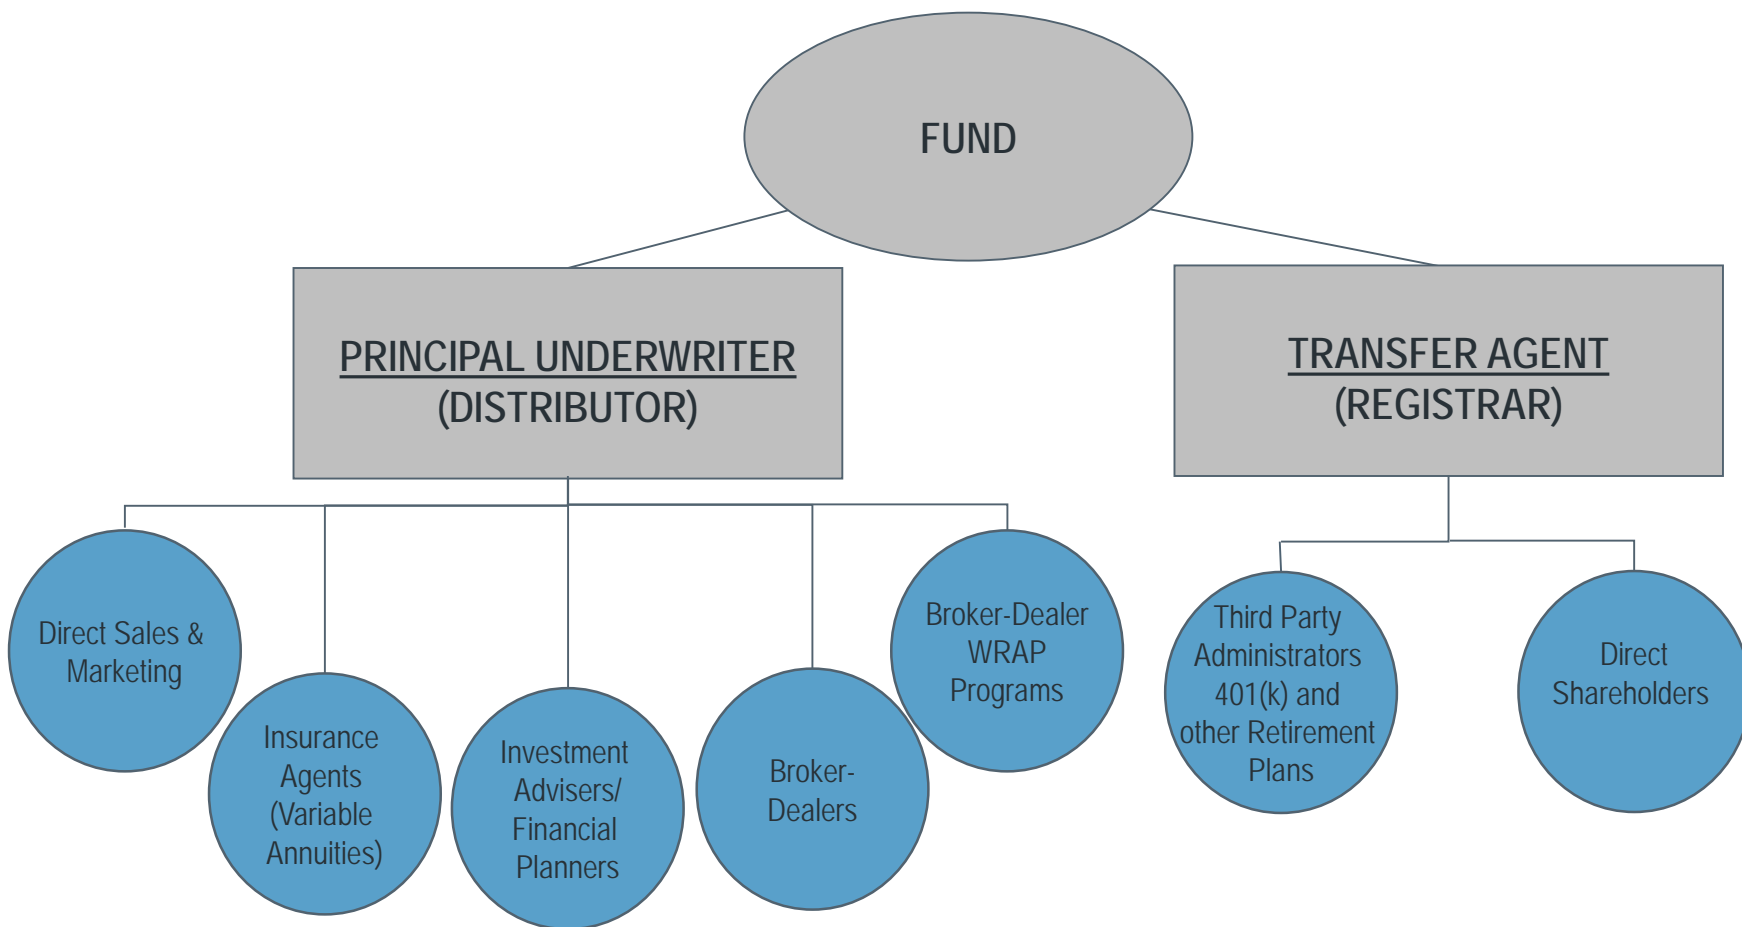 FUND
PRINCIPAL UNDERWRITER
(DISTRIBUTOR)
TRANSFER AGENT
(REGISTRAR)
Direct Sales &
Marketing
Insurance
Agents
(Variable
Annuities)
Investment
Advisers/
Financial
Planners
Broker-
Dealers
Broker-Dealer
WRAP
Programs
Third Party
Administrators
401(k) and
other Retirement
Plans
Direct
Shareholders